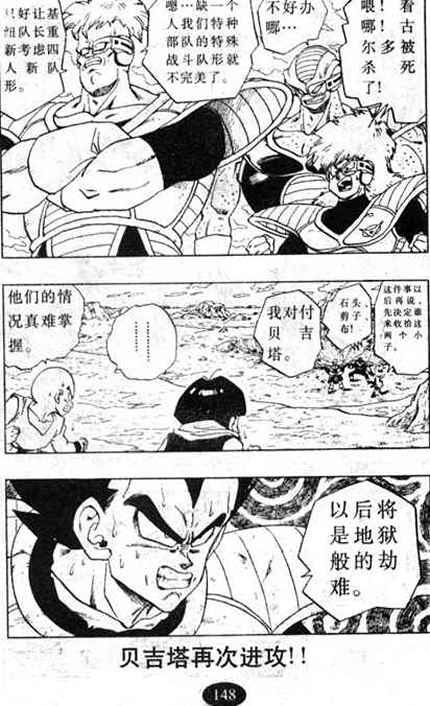 喂！看
哪！古
尔多被
杀死
了！
不好办
哪…
嗯…缺一个
人我们特种
部队的特殊
战斗队形就
不完美了。
只好让基
纽队长重
新考虑四
人新队
形。
这件事以
后再说，
先决定谁
来收拾这
两个小
子。
石头、
剪子、
布！
我对付
贝吉
塔。
…………
他们的情
况真难掌
握。
以后将
是地狱
般的劫
难。
贝吉塔再次进攻!!
148